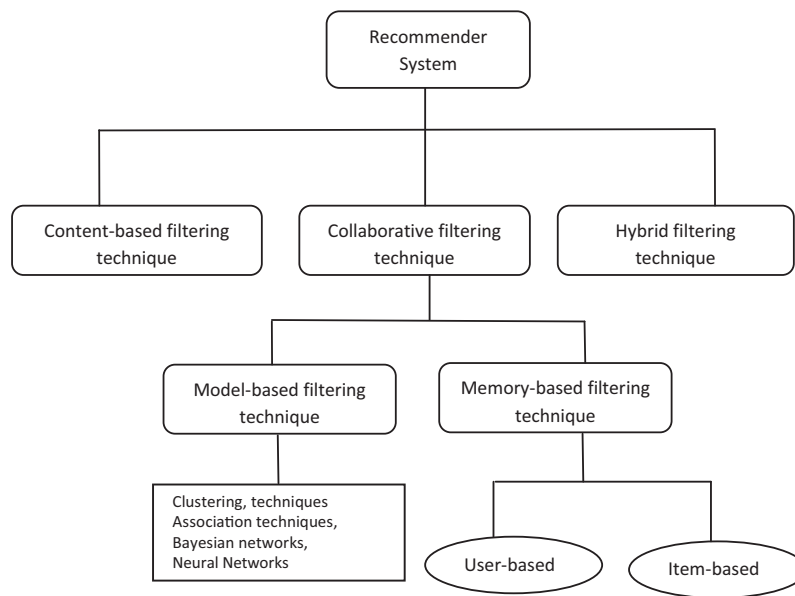 Recommender
System
Content-based filtering
technique
Collaborative filtering
technique
Hybrid filtering
technique
Model-based filtering
technique
Memory-based filtering
technique
Clustering, techniques
Association techniques,
Bayesian networks,
Neural Networks
User-based
Item-based